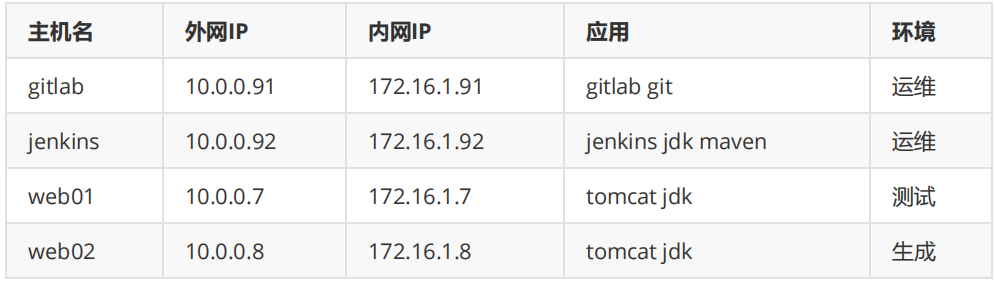 主机名 外网IP 内网IP 应用 环境
gitlab 10.0.0.91 172.16.1.91 gitlab git 运维
jenkins 10.0.0.92 172.16.1.92 jenkins jdk maven 运维
web01 10.0.0.7 172.16.1.7 tomcat jdk 测试
web02 10.0.0.8 172.16.1.8 tomcat jdk 生成